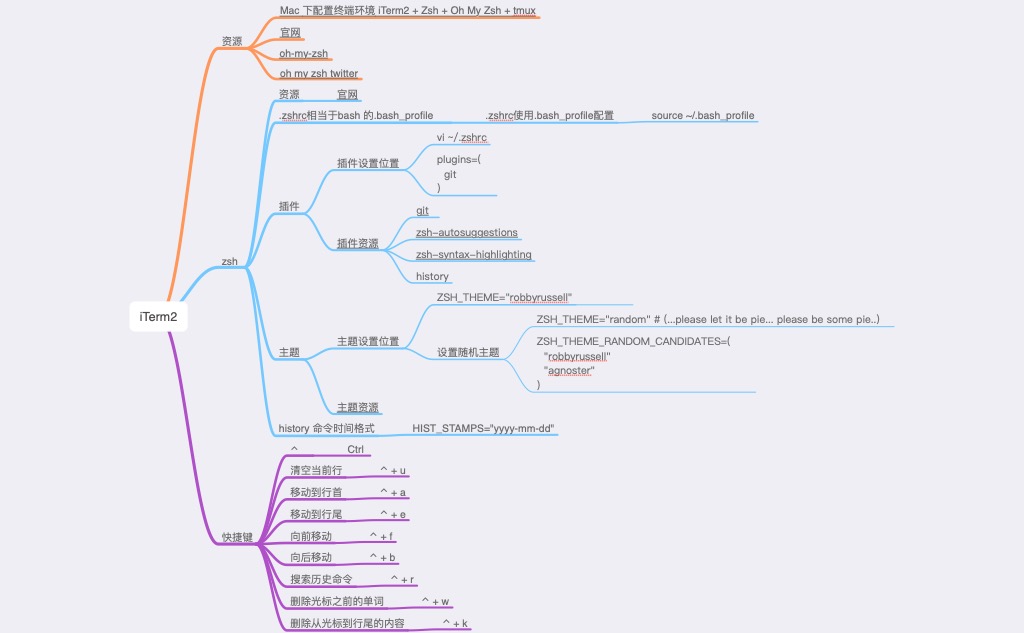 Mac 下配置终端环境 iTerm2 + Zsh + Oh My Zsh + tmux
资源
官网
oh-my-zsh
oh my zsh twitter
资源 官网
.zshrc相当于bash 的.bash_profile .zshrc使用.bash_profile配置 source ~/.bash_profile
vi ~/.zshrc
插件设置位置
plugins=(
git
)
插件
git
zsh-autosuggestions
插件资源
zsh-syntax-highlighting
history
zsh
ZSH_THEME="robbyrussell"
iTerm2
ZSH_THEME="random" # (...please let it be pie... please be some pie..)
主题设置位置
ZSH_THEME_RANDOM_CANDIDATES=(
主题
设置随机主题
"robbyrussell"
"agnoster"
)
主题资源
history 命令时间格式 HIST_STAMPS="yyyy-mm-dd"
^ Ctrl
清空当前行 ^ + u
移动到行首 ^ + a
移动到行尾 ^ + e
快捷键
向前移动 ^ + f
向后移动 ^ + b
搜索历史命令 ^ + r
删除光标之前的单词 ^ + w
删除从光标到行尾的内容 ^ + k